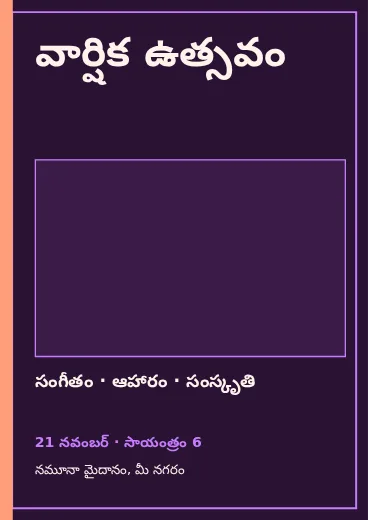 వార్షిక ఉత్సవం
సంగీతం · ఆహారం · సంస్కృతి
21 నవంబర్ · సాయంత్రం 6
నమూనా మైదానం, మీ నగరం